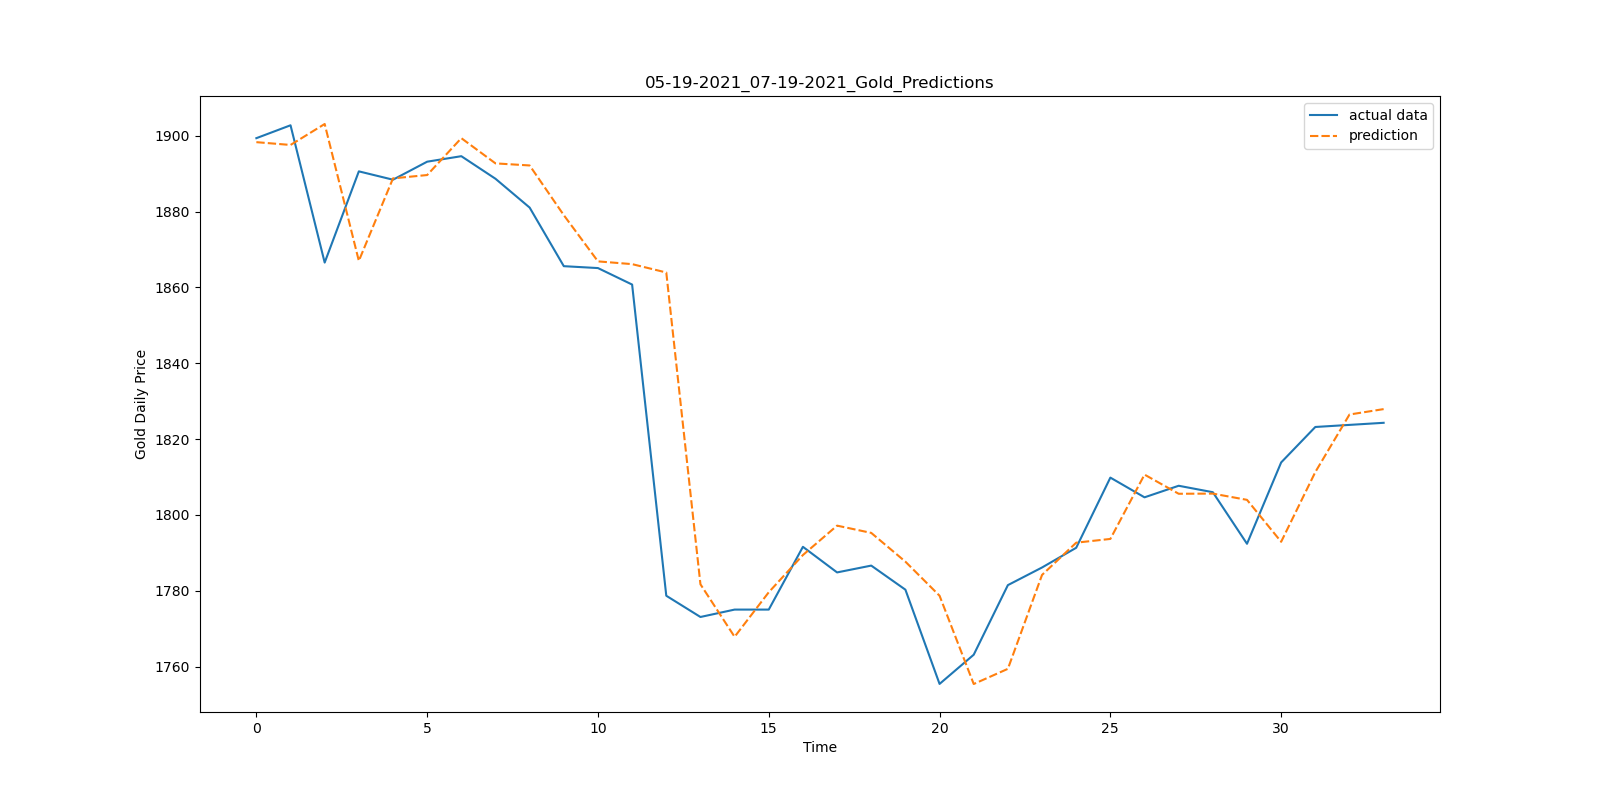 05-19-2021_07-19-2021_Gold_Predictions
actual data
prediction
Gold Daily Price
1900
1880
1860
1840
1820
1800
1780
1760
0 5 10 15 20 25 30
Time